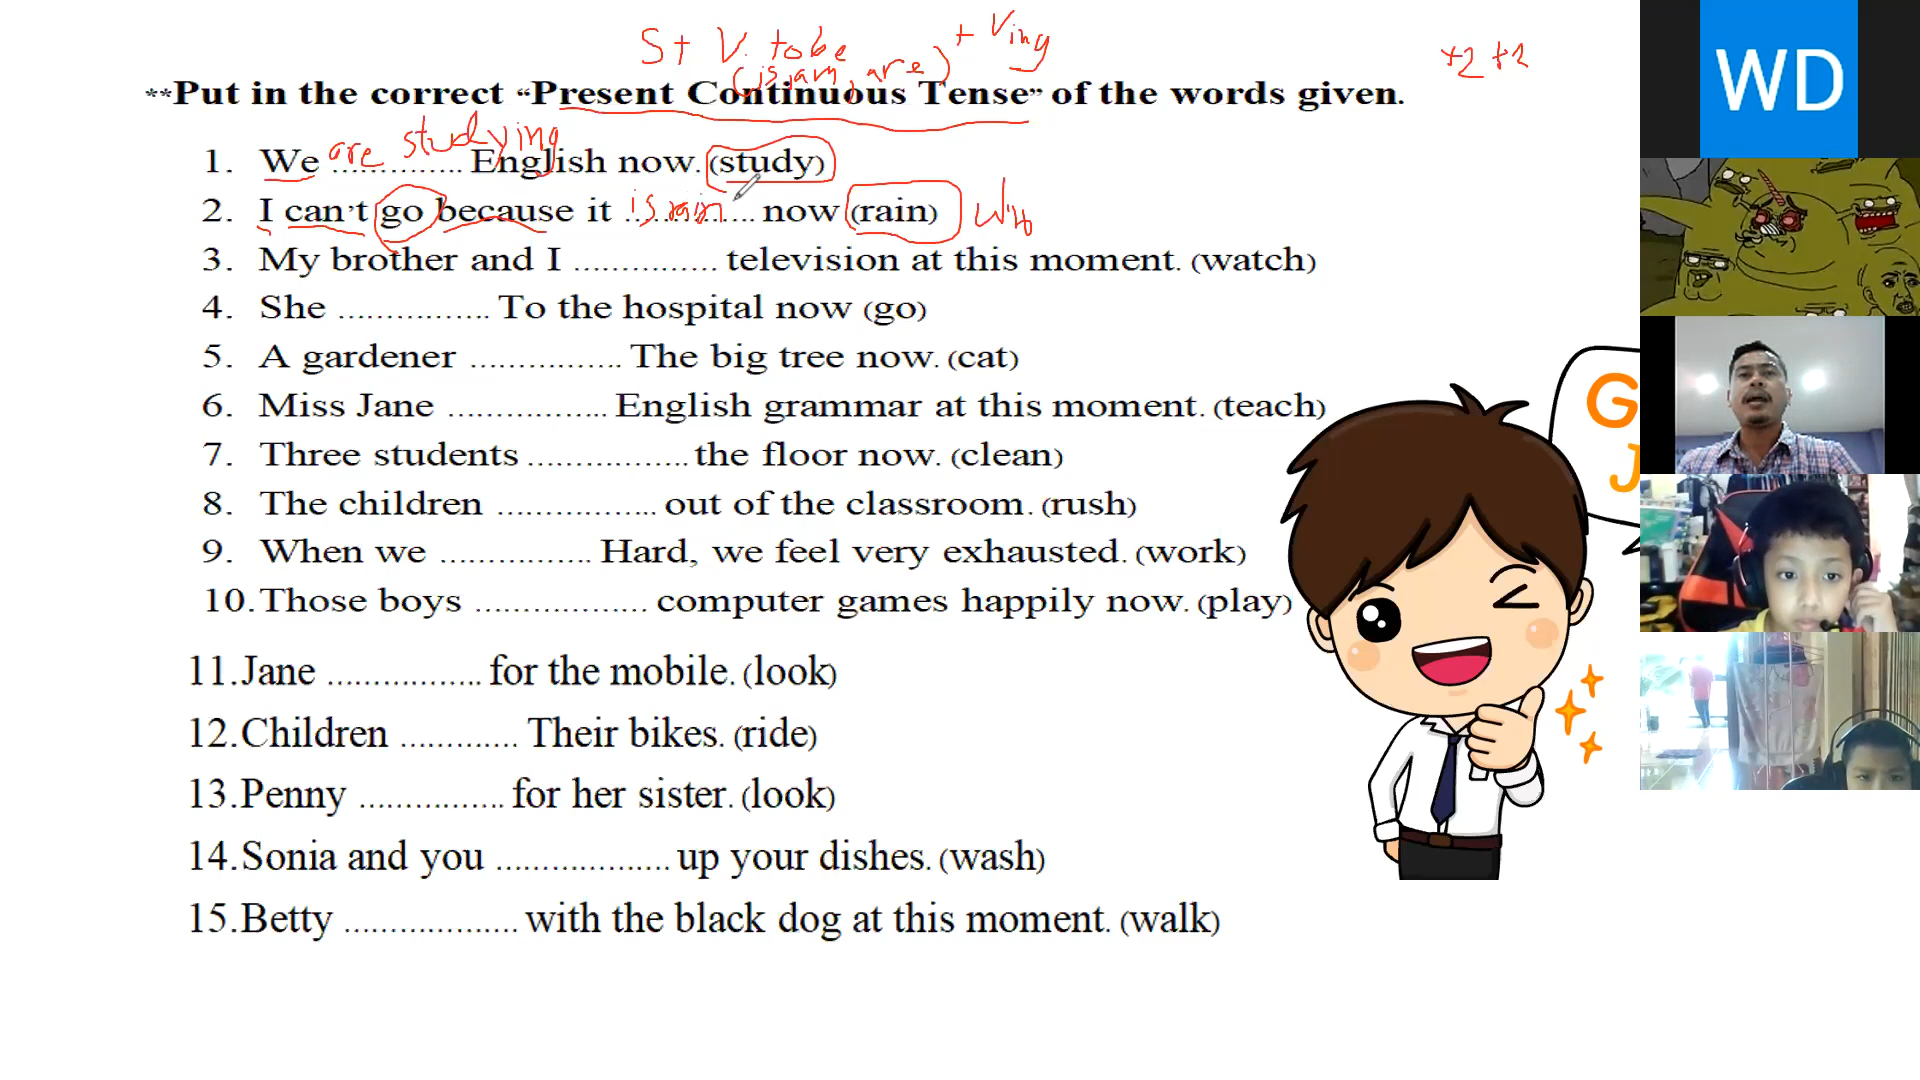 S+ V. to be + Ving
(is, am, are)
+2 +2
**Put in the correct “Present Continuous Tense” of the words given.
are studying
1. We .............. English now. (study)
2. I can’t go because it is rain .............. now (rain)
3. My brother and I ............... television at this moment. (watch)
4. She ................ To the hospital now (go)
5. A gardener ................ The big tree now. (cat)
6. Miss Jane ................. English grammar at this moment. (teach)
7. Three students ................. the floor now. (clean)
8. The children ................. out of the classroom. (rush)
9. When we ................ Hard, we feel very exhausted. (work)
10. Those boys .................. computer games happily now. (play)
11. Jane ................. for the mobile. (look)
12. Children ............. Their bikes. (ride)
13. Penny ................ for her sister. (look)
14. Sonia and you ................... up your dishes. (wash)
15. Betty ................... with the black dog at this moment. (walk)
G
J
WD